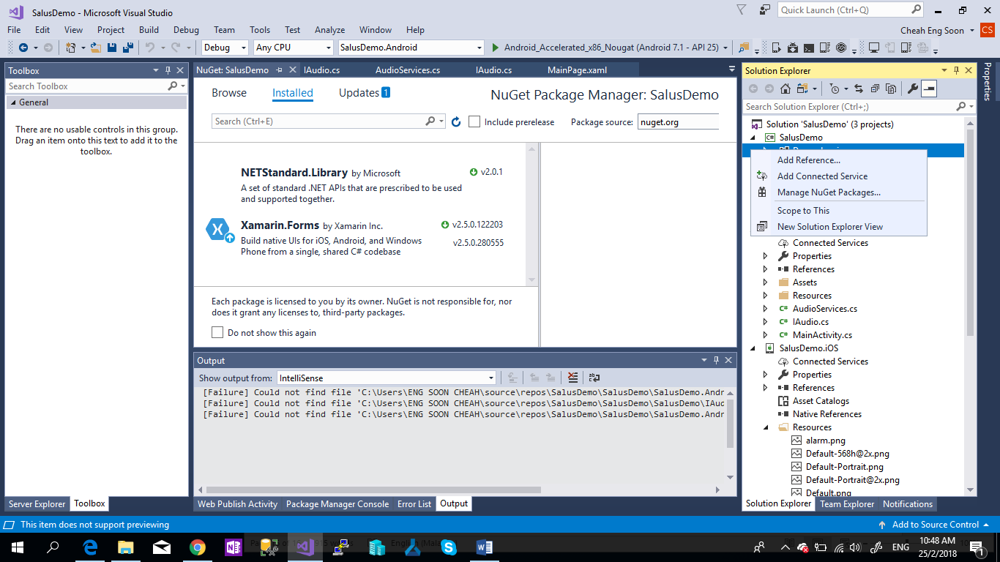 SalusDemo - Microsoft Visual Studio
Quick Launch (Ctrl+Q)
File Edit View Project Build Debug Team Tools Test Analyze Window Help
Cheah Eng Soon CS
Debug Any CPU SalusDemo.Android Android_Accelerated_x86_Nougat (Android 7.1 - API 25)
Toolbox
Search Toolbox
General
There are no usable controls in this group.
Drag an item onto this text to add it to the
toolbox.
Server Explorer Toolbox
NuGet: SalusDemo IAudio.cs AudioServices.cs IAudio.cs MainPage.xaml
Browse Installed Updates 1
NuGet Package Manager: SalusDemo
Search (Ctrl+E)
Include prerelease
Package source: nuget.org
NETStandard.Library by Microsoft v2.0.1
A set of standard .NET APIs that are prescribed to be used
and supported together.
Xamarin.Forms by Xamarin Inc. v2.5.0.122203
Build native UIs for iOS, Android, and Windows v2.5.0.280555
Phone from a single, shared C# codebase
Each package is licensed to you by its owner. NuGet is not responsible for, nor
does it grant any licenses to, third-party packages.
Do not show this again
Output
Show output from: IntelliSense
[Failure] Could not find file 'C:\Users\ENG SOON CHEAH\source\repos\SalusDemo\SalusDemo\SalusDemo.Andr
[Failure] Could not find file 'C:\Users\ENG SOON CHEAH\source\repos\SalusDemo\SalusDemo\IAud
[Failure] Could not find file 'C:\Users\ENG SOON CHEAH\source\repos\SalusDemo\SalusDemo\SalusDemo.Andr
Web Publish Activity Package Manager Console Error List Output
Solution Explorer
Properties
Search Solution Explorer (Ctrl+;)
Solution 'SalusDemo' (3 projects)
C# SalusDemo
Add Reference...
Add Connected Service
Manage NuGet Packages...
Scope to This
New Solution Explorer View
Connected Services
Properties
References
Assets
Resources
C# AudioServices.cs
C# IAudio.cs
C# MainActivity.cs
SalusDemo.iOS
Connected Services
Properties
References
Asset Catalogs
Native References
Resources
alarm.png
Default-568h@2x.png
Default-Portrait.png
Default-Portrait@2x.png
Default.png
Solution Explorer Team Explorer Notifications
This item does not support previewing
Add to Source Control
ENG
10:48 AM
25/2/2018
1